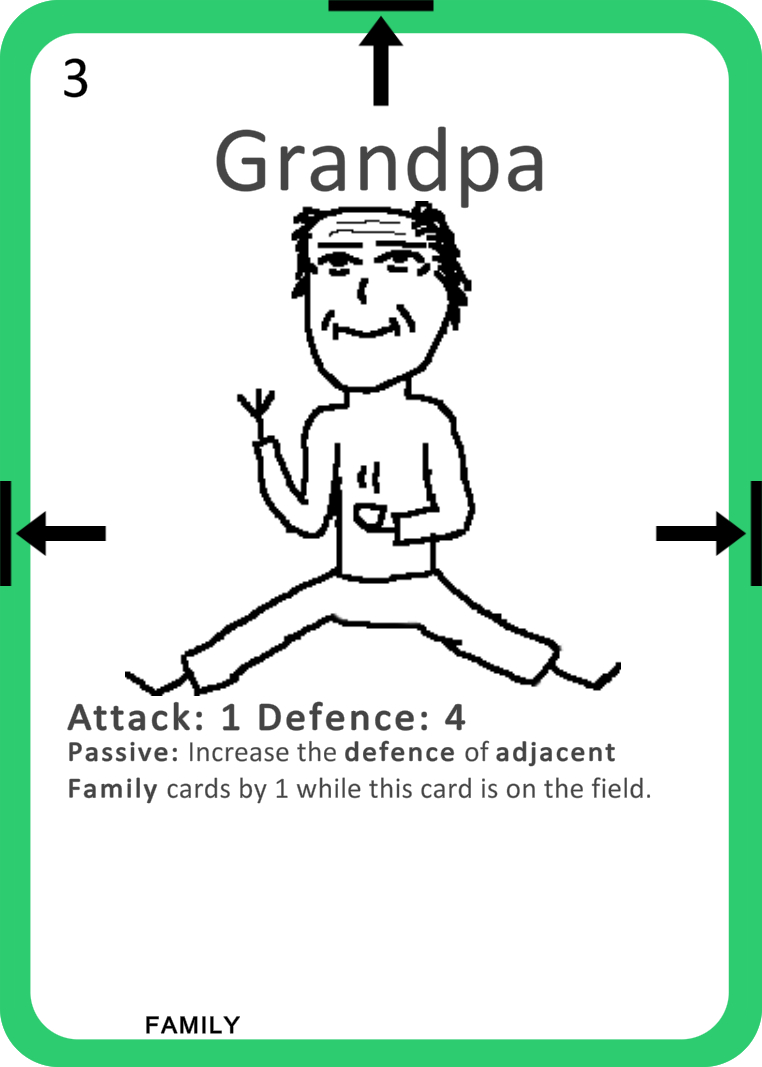 3
Grandpa
Attack: 1 Defence: 4
Passive: Increase the defence of adjacent
Family cards by 1 while this card is on the field.
FAMILY